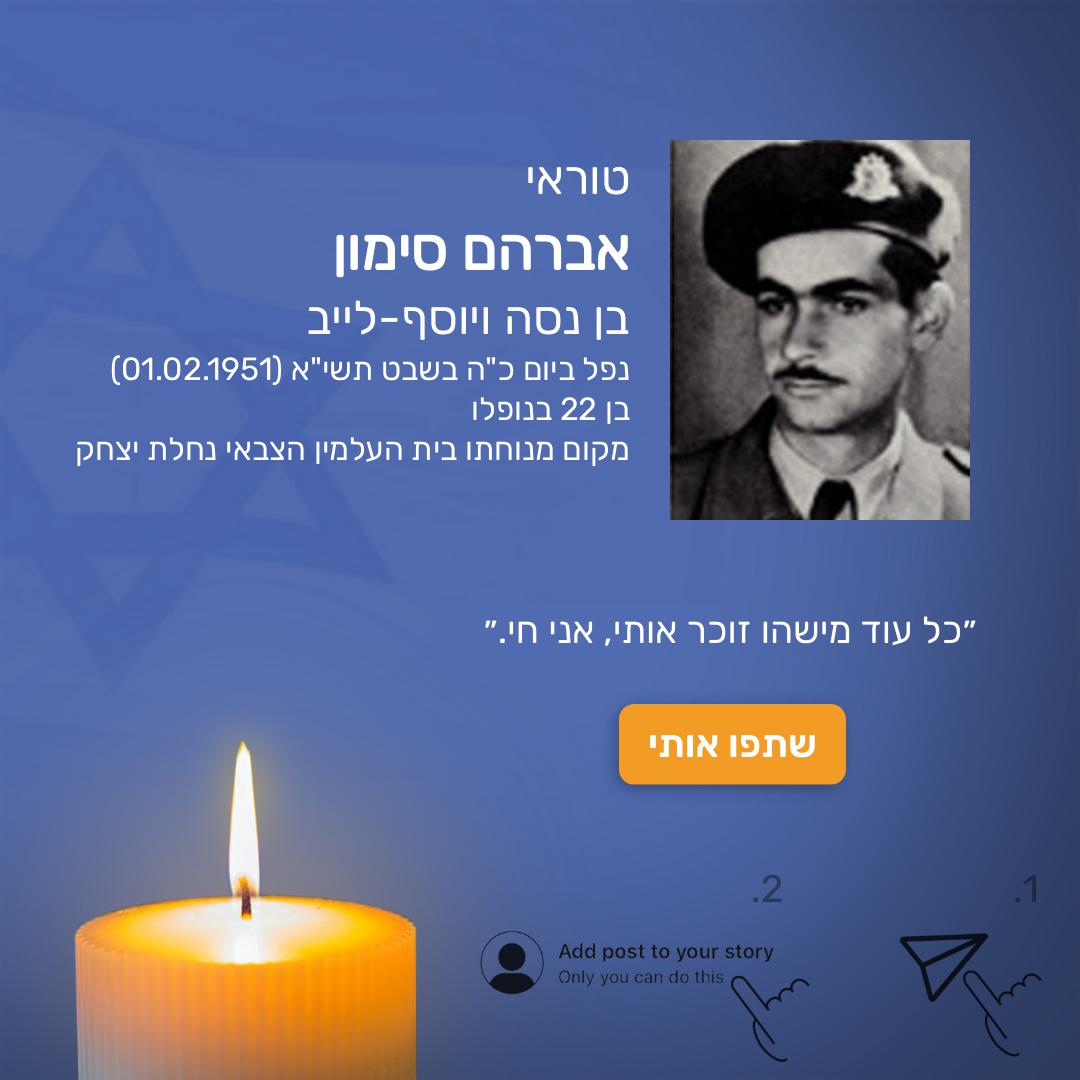 טוראי
אברהם סימון
בן נסה ויוסף-לייב
נפל ביום כ"ה בשבט תשי"א (01.02.1951)
בן 22 בנופלו
מקום מנוחתו בית העלמין הצבאי נחלת יצחק
״כל עוד מישהו זוכר אותי, אני חי.״
שתפו אותי
.1
.2
Add post to your story
Only you can do this